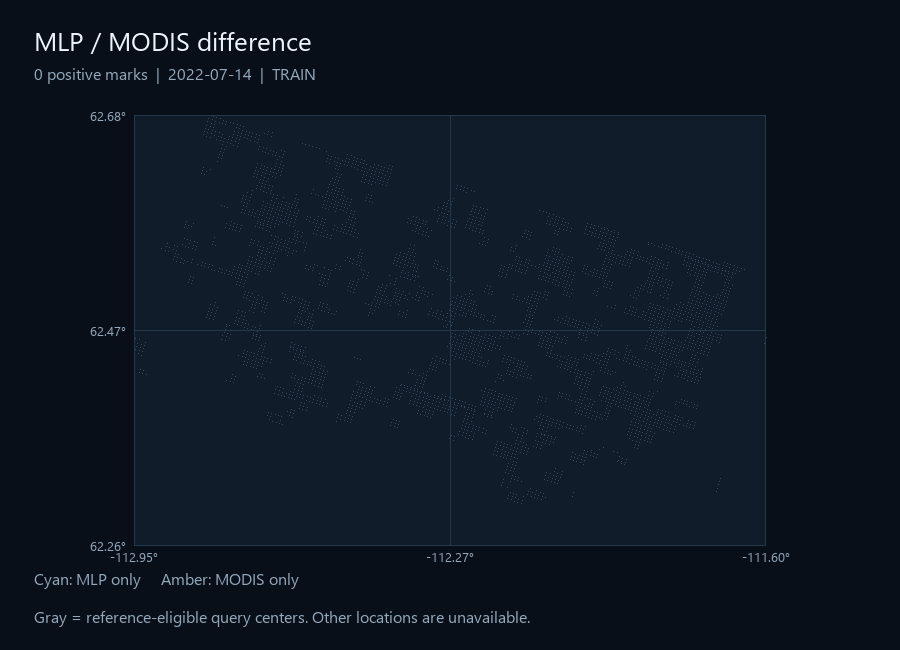 MLP / MODIS difference
0 positive marks | 2022-07-14 | TRAIN
62.68°
62.47°
62.26°
-112.95° -112.27° -111.60°
Cyan: MLP only Amber: MODIS only
Gray = reference-eligible query centers. Other locations are unavailable.